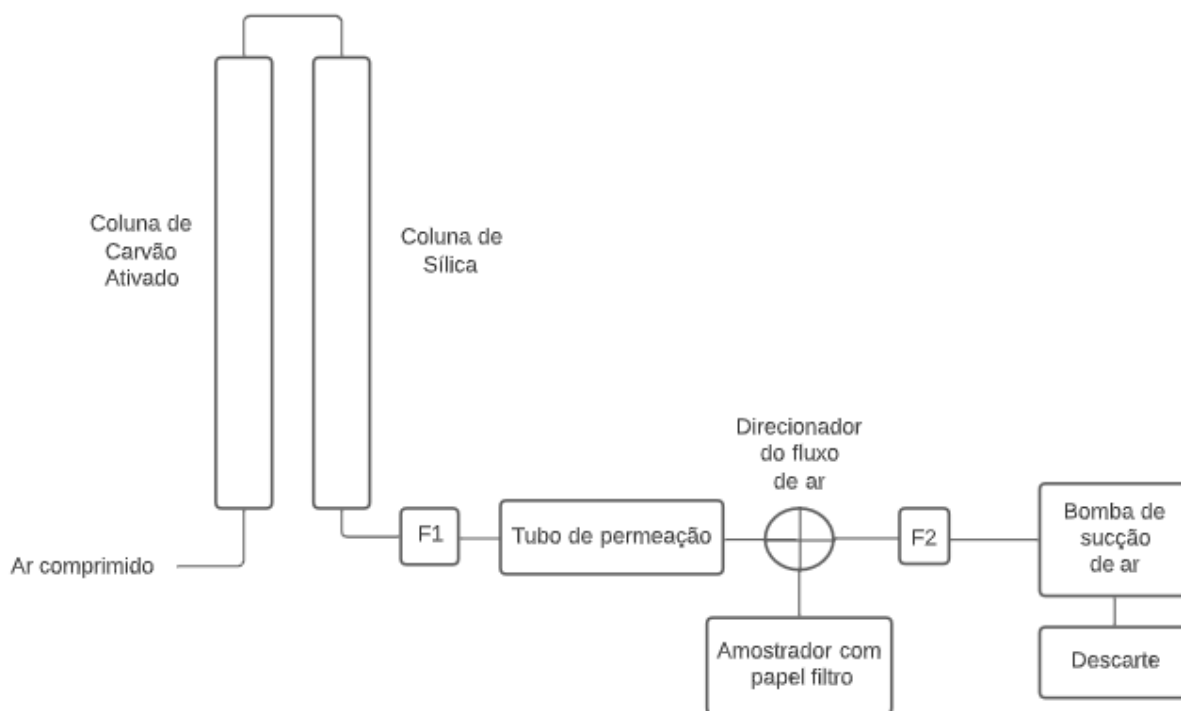 Coluna de
Carvão
Ativado
Coluna de
Sílica
Ar comprimido
F1
Tubo de permeação
Direcionador
do fluxo
de ar
Amostrador com
papel filtro
F2
Bomba de
sucção
de ar
Descarte